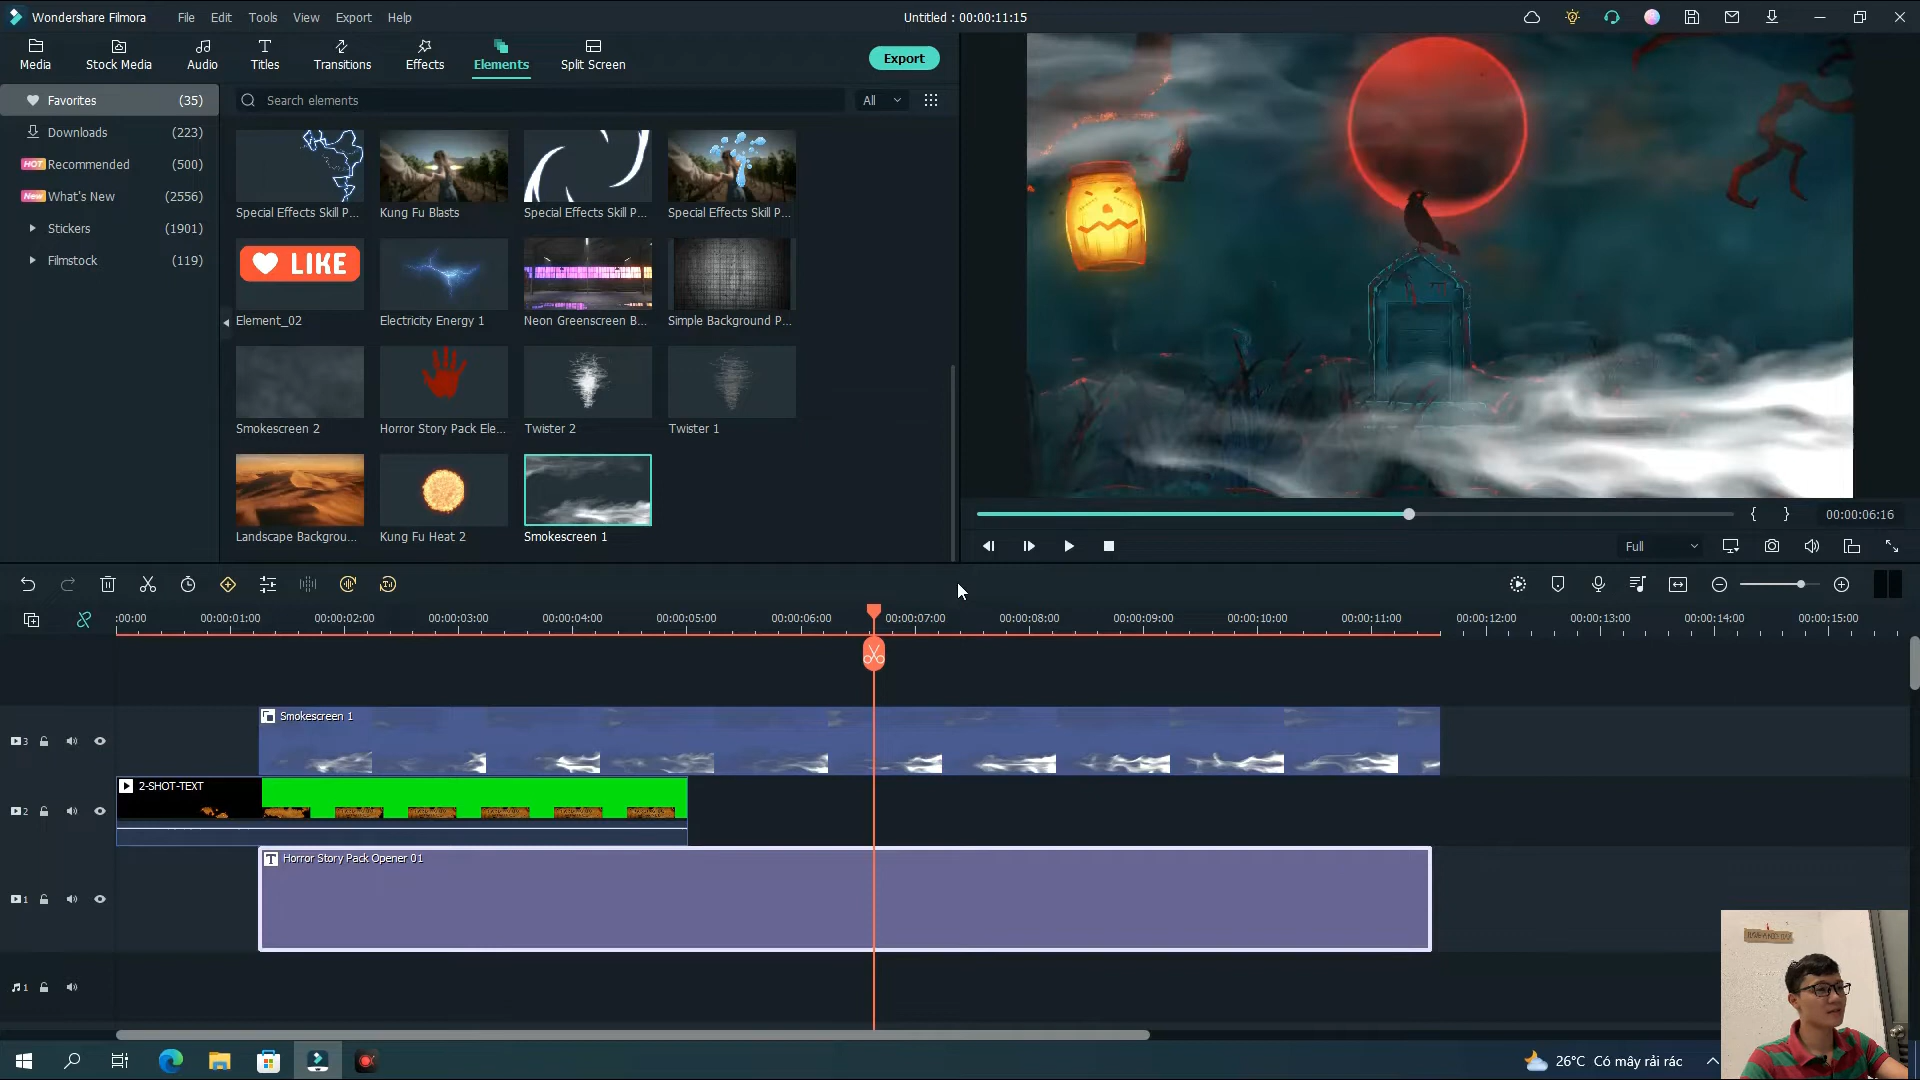 Wondershare Filmora
File
Edit
Tools
View
Export
Help
Untitled : 00:00:11:15
Media
Stock Media
Audio
Titles
Transitions
Effects
Elements
Split Screen
Export
Favorites (35)
Search elements
All
Downloads (223)
HOT Recommended (500)
New What's New (2556)
Stickers (1901)
Filmstock (119)
Special Effects Skill P...
Kung Fu Blasts
Special Effects Skill P...
Special Effects Skill P...
LIKE
Element_02
Electricity Energy 1
Neon Greenscreen B...
Simple Background P...
Smokescreen 2
Horror Story Pack Ele...
Twister 2
Twister 1
Landscape Backgrou...
Kung Fu Heat 2
Smokescreen 1
{ }
00:00:06:16
Full
:00:00
00:00:01:00
00:00:02:00
00:00:03:00
00:00:04:00
00:00:05:00
00:00:06:00
00:00:07:00
00:00:08:00
00:00:09:00
00:00:10:00
00:00:11:00
00:00:12:00
00:00:13:00
00:00:14:00
00:00:15:00
3
Smokescreen 1
2
2-SHOT-TEXT
1
Horror Story Pack Opener 01
1
26°C Có mây rải rác